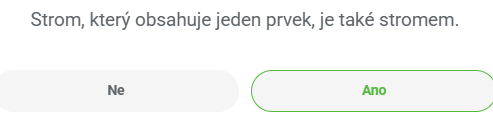 Strom, který obsahuje jeden prvek, je také stromem.
Ne
Ano